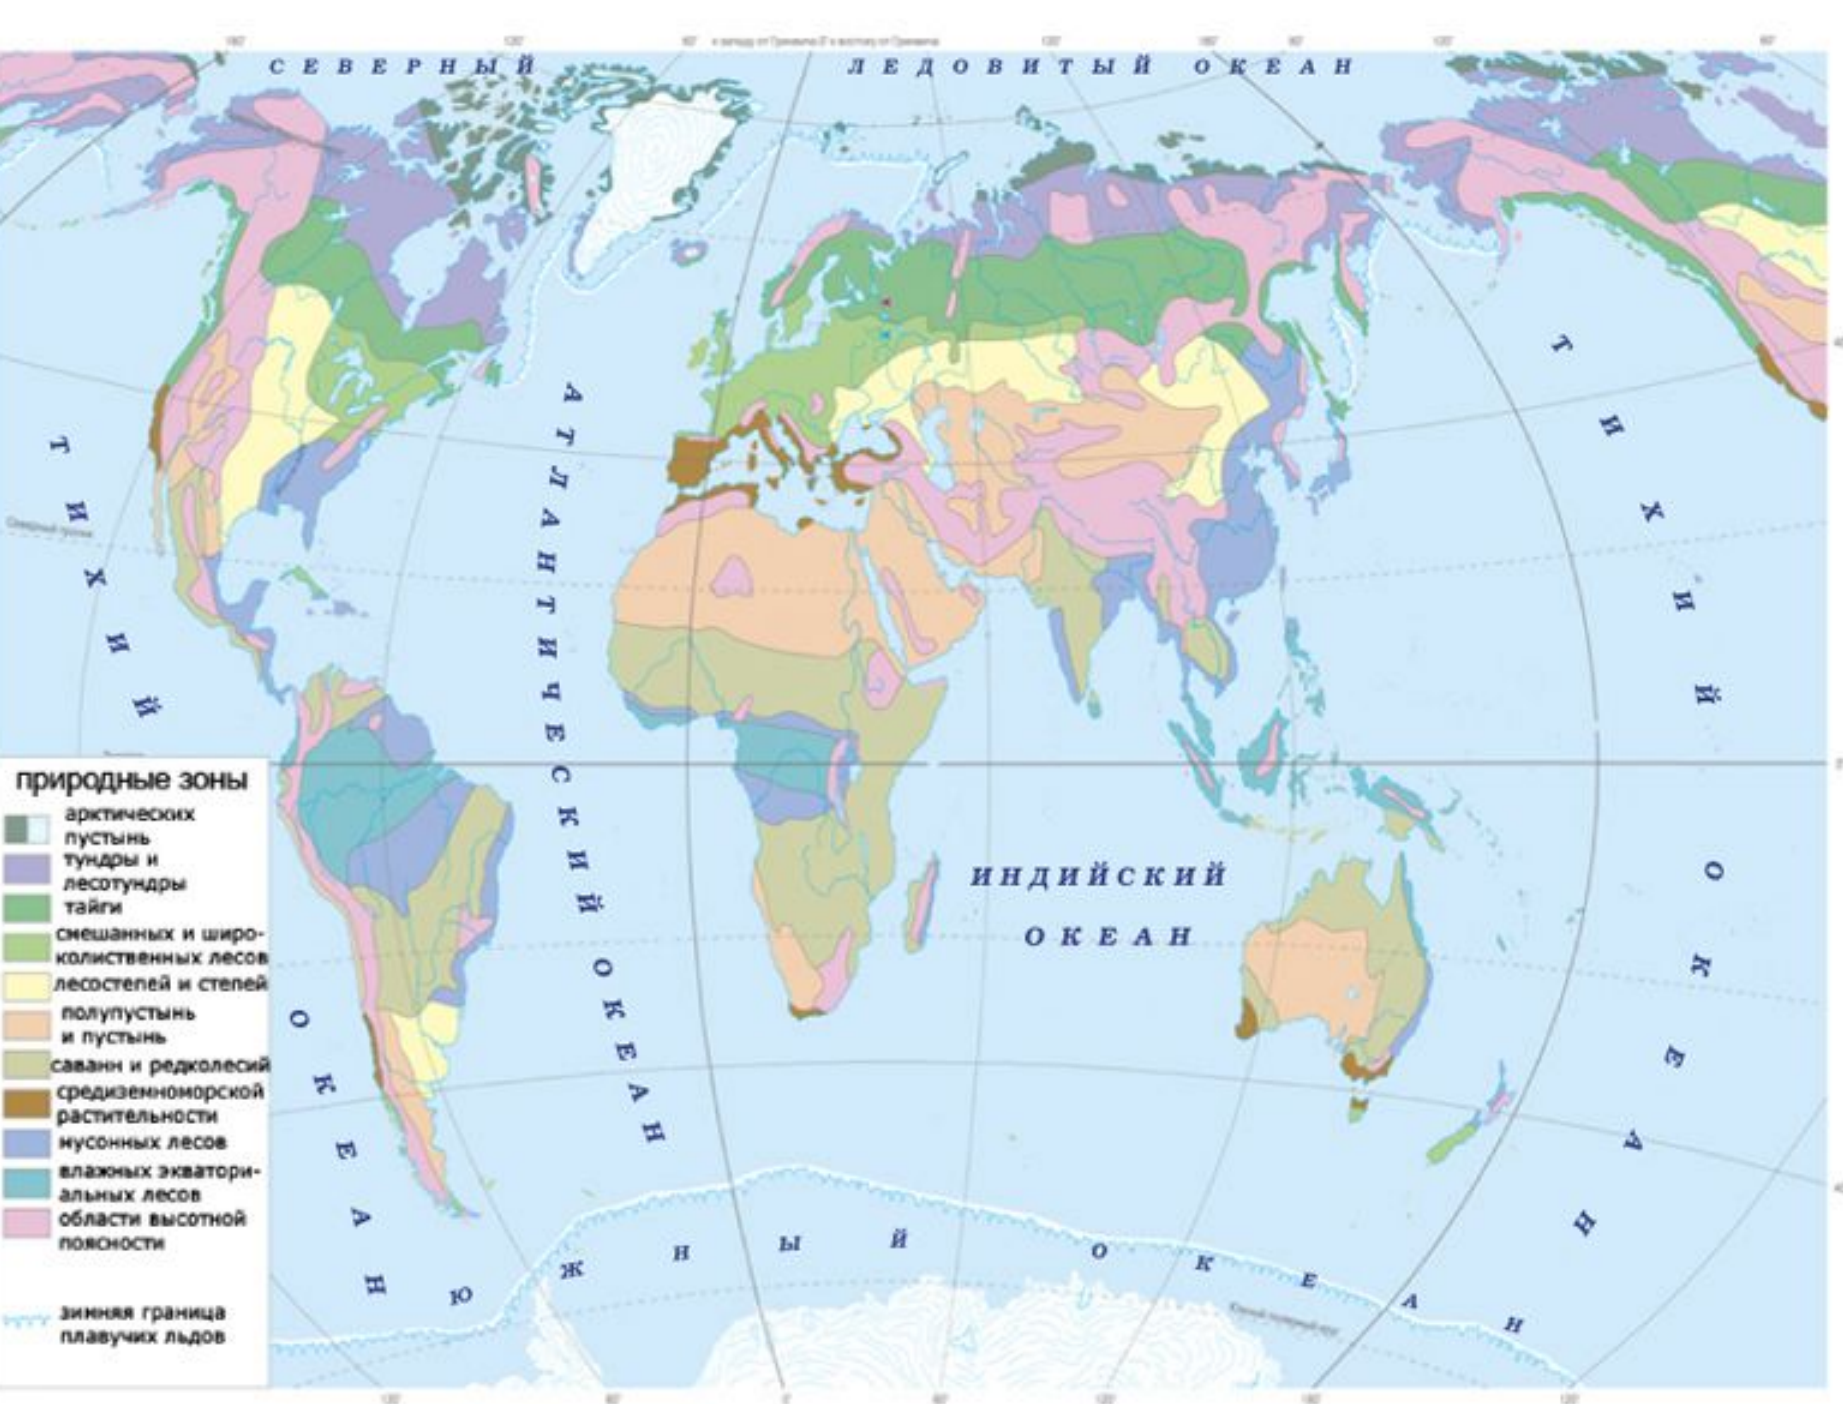 СЕВЕРНЫЙ
ЛЕДОВИТЫЙ ОКЕАН
ТИХИЙ
ОКЕАН
АТЛАНТИЧЕСКИЙ ОКЕАН
ИНДИЙСКИЙ
ОКЕАН
ТИХИЙ
ОКЕАН
ЮЖНЫЙ ОКЕАН
природные зоны
арктических
пустынь
тундры и
лесотундры
тайги
смешанных и широ-
колиственных лесов
лесостепей и степей
полупустынь
и пустынь
саванн и редколесий
средиземноморской
растительности
муссонных лесов
влажных экватори-
альных лесов
области высотной
поясности
зимняя граница
плавучих льдов